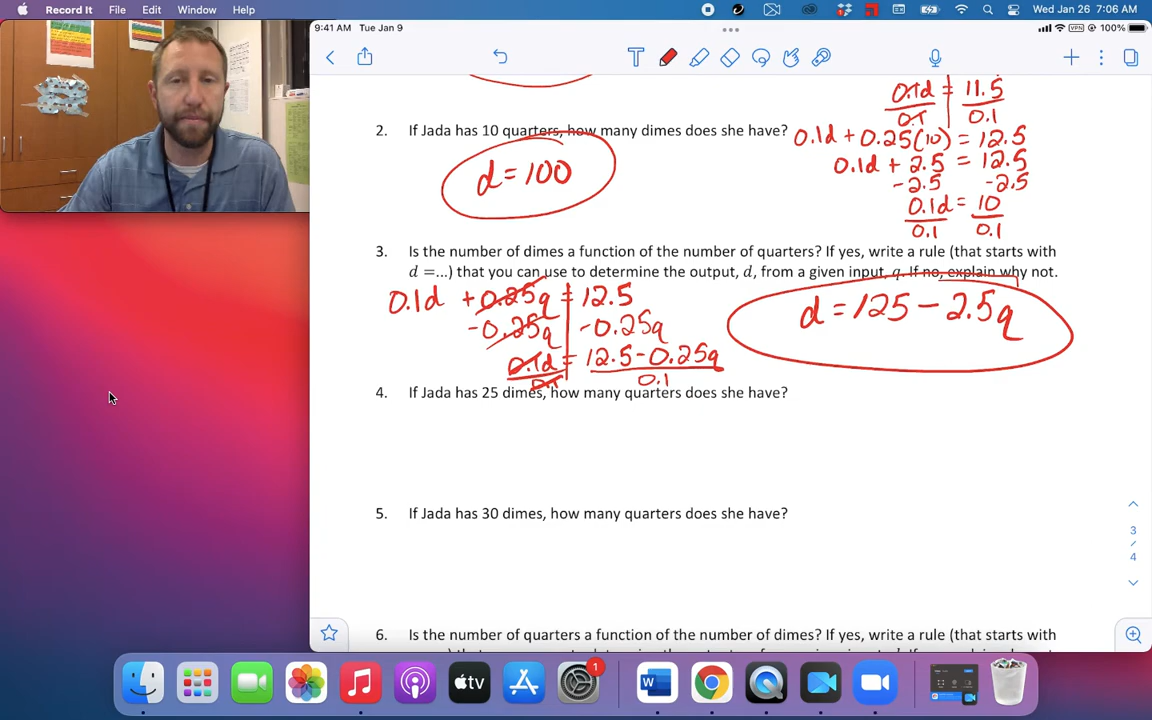 Record It File Edit Window Help
Wed Jan 26 7:06 AM
9:41 AM Tue Jan 9
VPN 100%
0.1d = 11.5
0.1 0.1
2. If Jada has 10 quarters, how many dimes does she have?
0.1d + 0.25(10) = 12.5
d = 100
0.1d + 2.5 = 12.5
-2.5 -2.5
0.1d = 10
0.1 0.1
3. Is the number of dimes a function of the number of quarters? If yes, write a rule (that starts with
d =...) that you can use to determine the output, d, from a given input, q. If no, explain why not.
0.1d + 0.25q = 12.5
d = 125 - 2.5q
-0.25q -0.25q
0.1d = 12.5 - 0.25q
0.1 0.1
4. If Jada has 25 dimes, how many quarters does she have?
5. If Jada has 30 dimes, how many quarters does she have?
3
/
4
6. Is the number of quarters a function of the number of dimes? If yes, write a rule (that starts with
tv
1
W